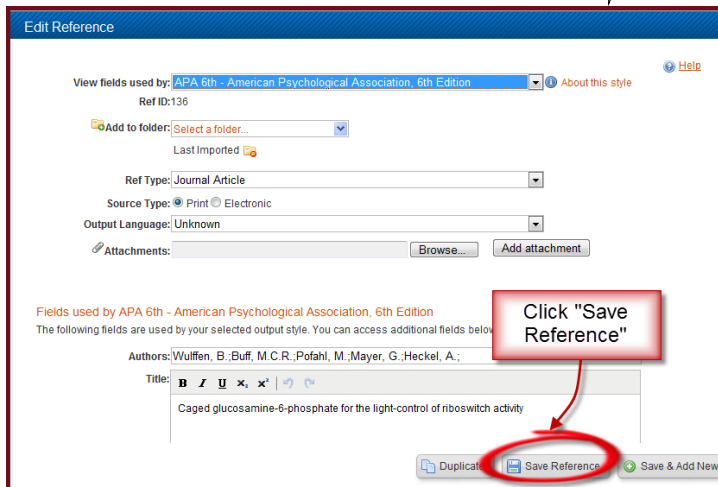 Edit Reference
Help
View fields used by: APA 6th - American Psychological Association, 6th Edition About this style
Ref ID: 136
Add to folder: Select a folder...
Last Imported
Ref Type: Journal Article
Source Type: Print Electronic
Output Language: Unknown
Attachments: Browse... Add attachment
Fields used by APA 6th - American Psychological Association, 6th Edition
The following fields are used by your selected output style. You can access additional fields belo
Click "Save
Reference"
Authors: Wulffen, B.;Buff, M.C.R.;Pofahl, M.;Mayer, G.;Heckel, A.;
Title: B I U x₂ x²
Caged glucosamine-6-phosphate for the light-control of riboswitch activity
Duplicate Save Reference Save & Add New